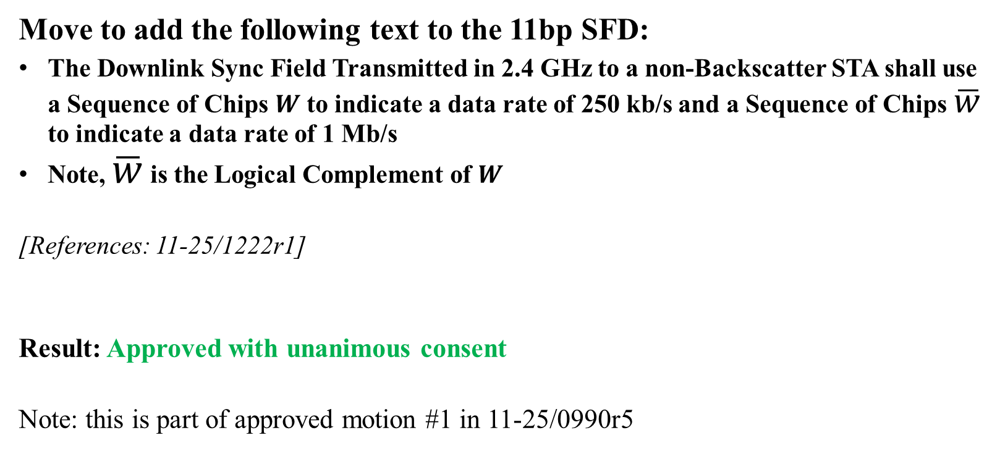 Move to add the following text to the 11bp SFD:
• The Downlink Sync Field Transmitted in 2.4 GHz to a non-Backscatter STA shall use
a Sequence of Chips W to indicate a data rate of 250 kb/s and a Sequence of Chips W̅
to indicate a data rate of 1 Mb/s
• Note, W̅ is the Logical Complement of W
[References: 11-25/1222r1]
Result: Approved with unanimous consent
Note: this is part of approved motion #1 in 11-25/0990r5